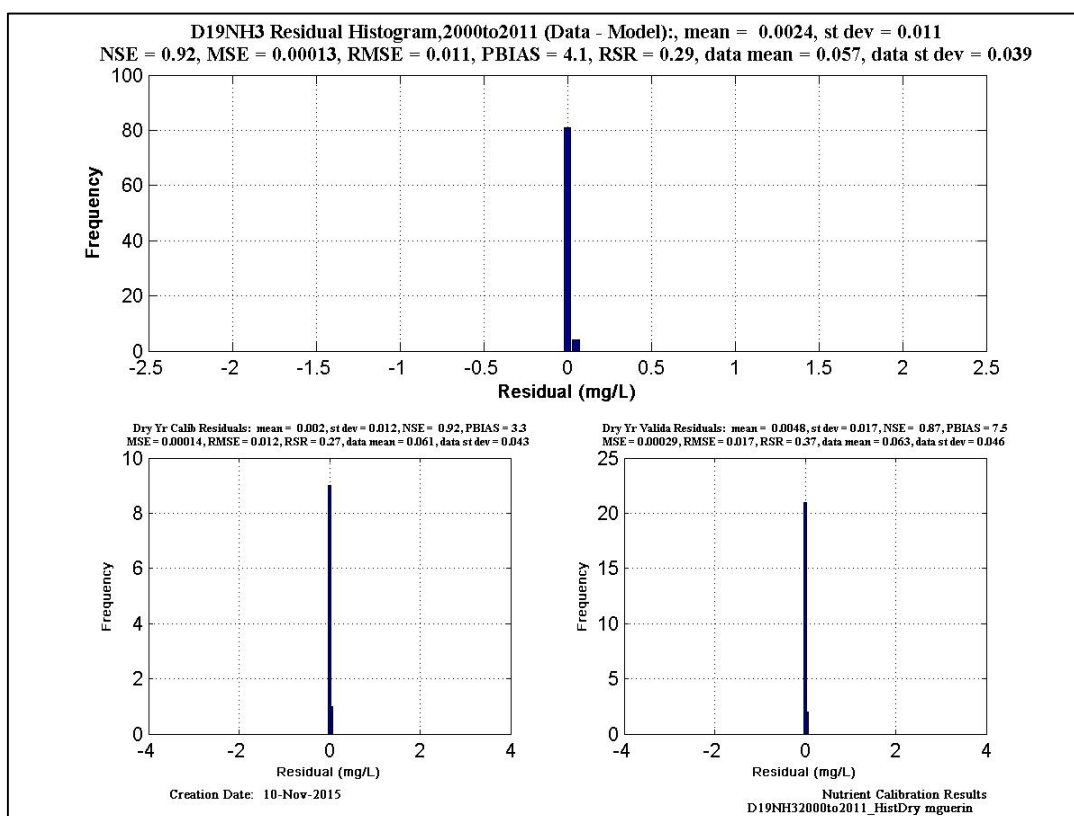 D19NH3 Residual Histogram,2000to2011 (Data - Model):, mean = 0.0024, st dev = 0.011
NSE = 0.92, MSE = 0.00013, RMSE = 0.011, PBIAS = 4.1, RSR = 0.29, data mean = 0.057, data st dev = 0.039
100
80
60
40
20
0
Frequency
-2.5 -2 -1.5 -1 -0.5 0 0.5 1 1.5 2 2.5
Residual (mg/L)
Dry Yr Calib Residuals: mean = 0.002, st dev = 0.012, NSE = 0.92, PBIAS = 3.3
MSE = 0.00014, RMSE = 0.012, RSR = 0.27, data mean = 0.061, data st dev = 0.043
10
8
6
4
2
0
Frequency
-4 -2 0 2 4
Residual (mg/L)
Dry Yr Valida Residuals: mean = 0.0048, st dev = 0.017, NSE = 0.87, PBIAS = 7.5
MSE = 0.00029, RMSE = 0.017, RSR = 0.37, data mean = 0.063, data st dev = 0.046
25
20
15
10
5
0
Frequency
-4 -2 0 2 4
Residual (mg/L)
Creation Date: 10-Nov-2015
Nutrient Calibration Results
D19NH32000to2011_HistDry mguerin